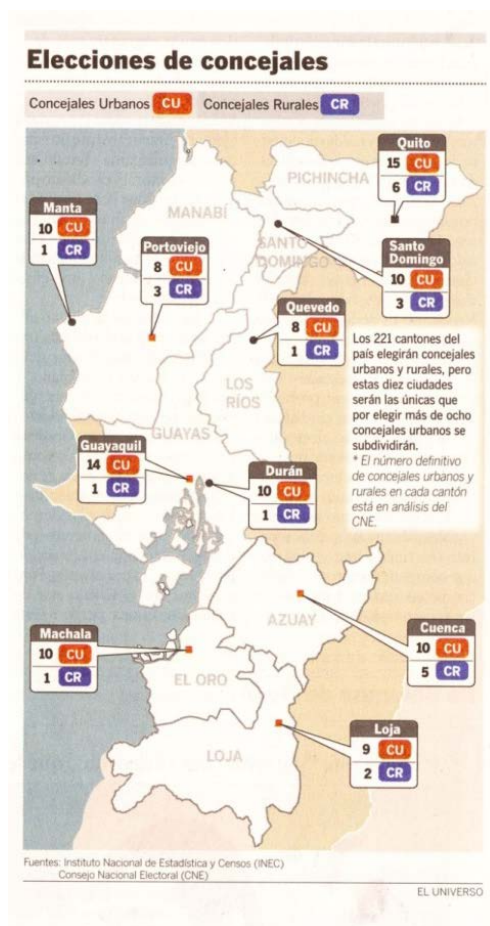 Elecciones de concejales
Concejales Urbanos CU Concejales Rurales CR
Quito
15 CU
6 CR
PICHINCHA
Manta
10 CU
1 CR
MANABÍ
Portoviejo
8 CU
3 CR
SANTO
DOMINGO
Santo
Domingo
10 CU
3 CR
Quevedo
8 CU
1 CR
LOS
RÍOS
Los 221 cantones del
país elegirán concejales
urbanos y rurales, pero
estas diez ciudades
serán las únicas que
por elegir más de ocho
concejales urbanos se
subdividirán.
* El número definitivo
de concejales urbanos y
rurales en cada cantón
está en análisis del
CNE.
GUAYAS
Guayaquil
14 CU
1 CR
Durán
10 CU
1 CR
AZUAY
Cuenca
10 CU
5 CR
Machala
10 CU
1 CR
EL ORO
Loja
9 CU
2 CR
LOJA
Fuentes: Instituto Nacional de Estadística y Censos (INEC)
Consejo Nacional Electoral (CNE)
EL UNIVERSO